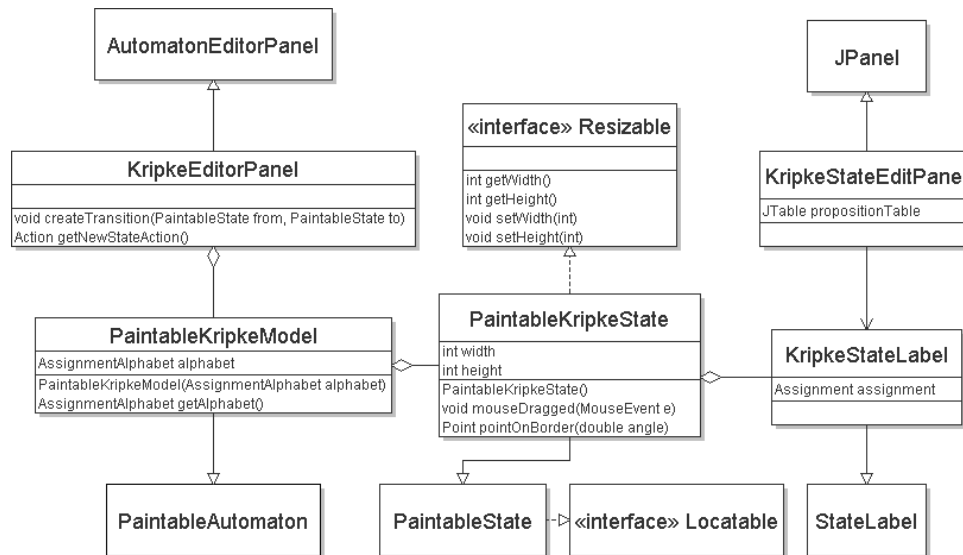 AutomatonEditorPanel
JPanel
«interface» Resizable
int getWidth()
int getHeight()
void setWidth(int)
void setHeight(int)
KripkeEditorPanel
void createTransition(PaintableState from, PaintableState to)
Action getNewStateAction()
KripkeStateEditPanel
JTable propositionTable
PaintableKripkeModel
AssignmentAlphabet alphabet
PaintableKripkeModel(AssignmentAlphabet alphabet)
AssignmentAlphabet getAlphabet()
PaintableKripkeState
int width
int height
PaintableKripkeState()
void mouseDragged(MouseEvent e)
Point pointOnBorder(double angle)
KripkeStateLabel
Assignment assignment
PaintableAutomaton
PaintableState
«interface» Locatable
StateLabel